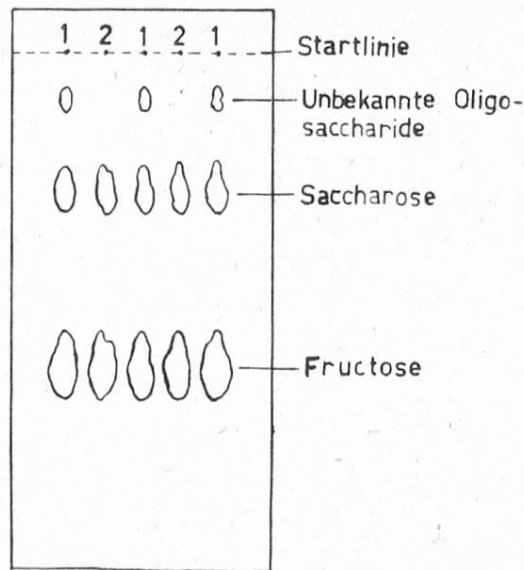 1 2 1 2 1
Startlinie
Unbekannte Oligo-
saccharide
Saccharose
Fructose